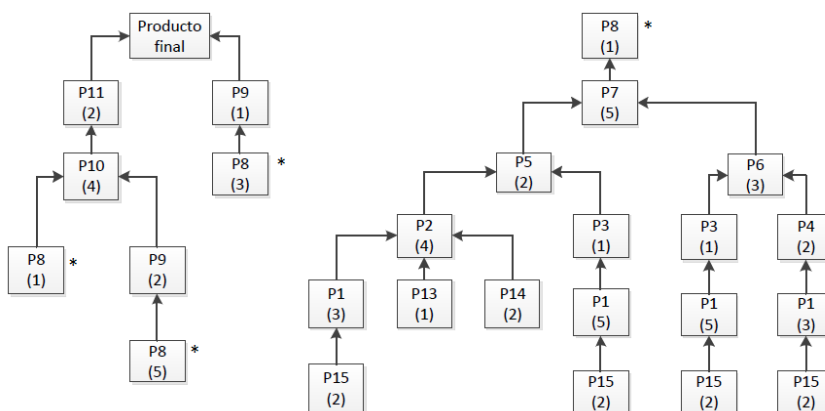 Producto
final
P11
(2)
P9
(1)
P10
(4)
P8
(3)
*
P8
(1)
*
P9
(2)
P8
(5)
*
P8
(1)
*
P7
(5)
P5
(2)
P6
(3)
P2
(4)
P3
(1)
P3
(1)
P4
(2)
P1
(3)
P13
(1)
P14
(2)
P1
(5)
P1
(5)
P1
(3)
P15
(2)
P15
(2)
P15
(2)
P15
(2)